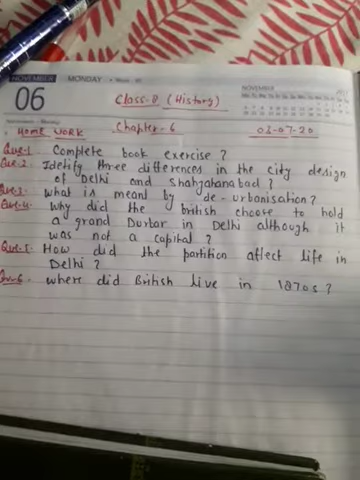 NOVEMBER MONDAY
06
NOVEMBER
Class-8 (History)
HOME WORK Chapter-6 03-07-20
Que-1 Complete book exercise ?
Que-2 Idetify three differences in the city design
of Delhi and Shahjahanabad ?
Que-3 what is meant by de-urbanisation ?
Que-4 Why did the british choose to hold
a grand Durbar in Delhi although it
was not a capital ?
Que-5 How did the partition affect life in
Delhi ?
Que-6 where did British live in 1870s ?